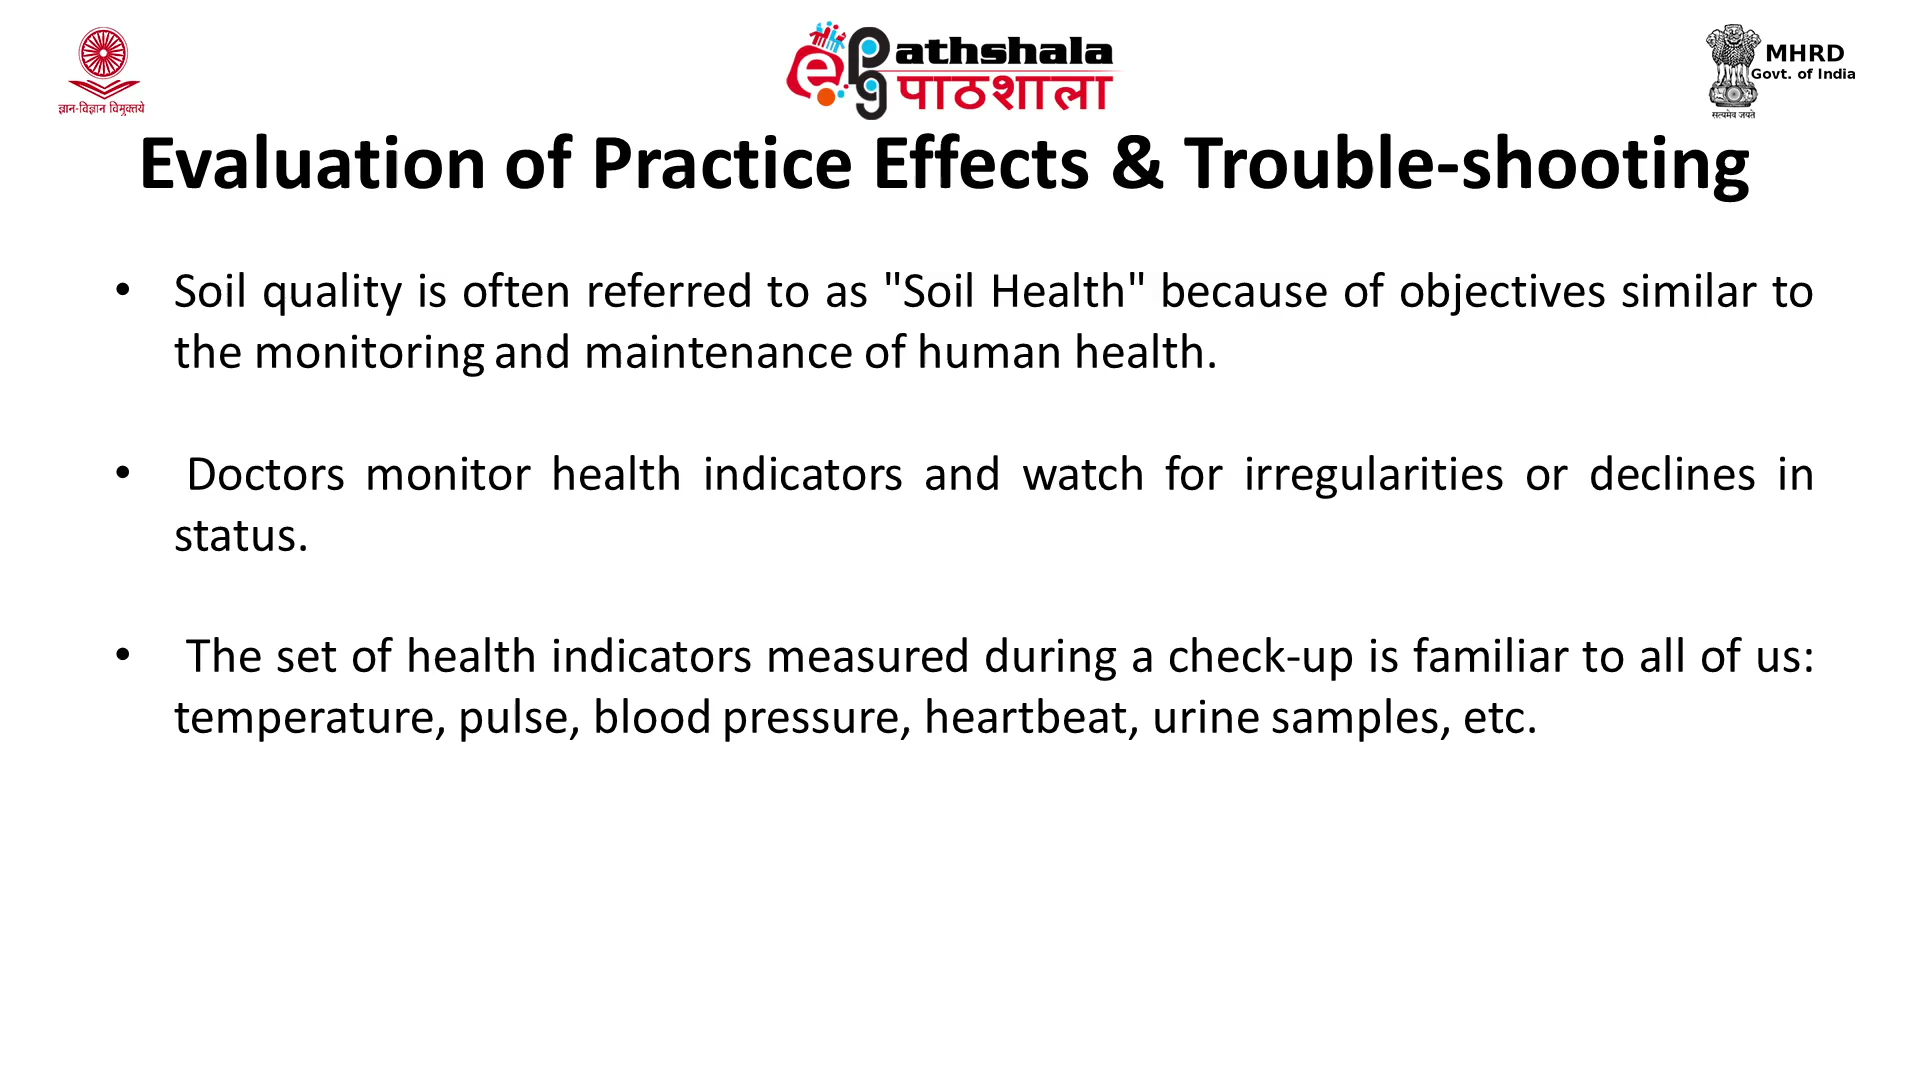 ज्ञान-विज्ञान विमुक्तये
e PG athshala
पाठशाला
MHRD
Govt. of India
सत्यमेव जयते
Evaluation of Practice Effects & Trouble-shooting
• Soil quality is often referred to as "Soil Health" because of objectives similar to
the monitoring and maintenance of human health.
• Doctors monitor health indicators and watch for irregularities or declines in
status.
• The set of health indicators measured during a check-up is familiar to all of us:
temperature, pulse, blood pressure, heartbeat, urine samples, etc.